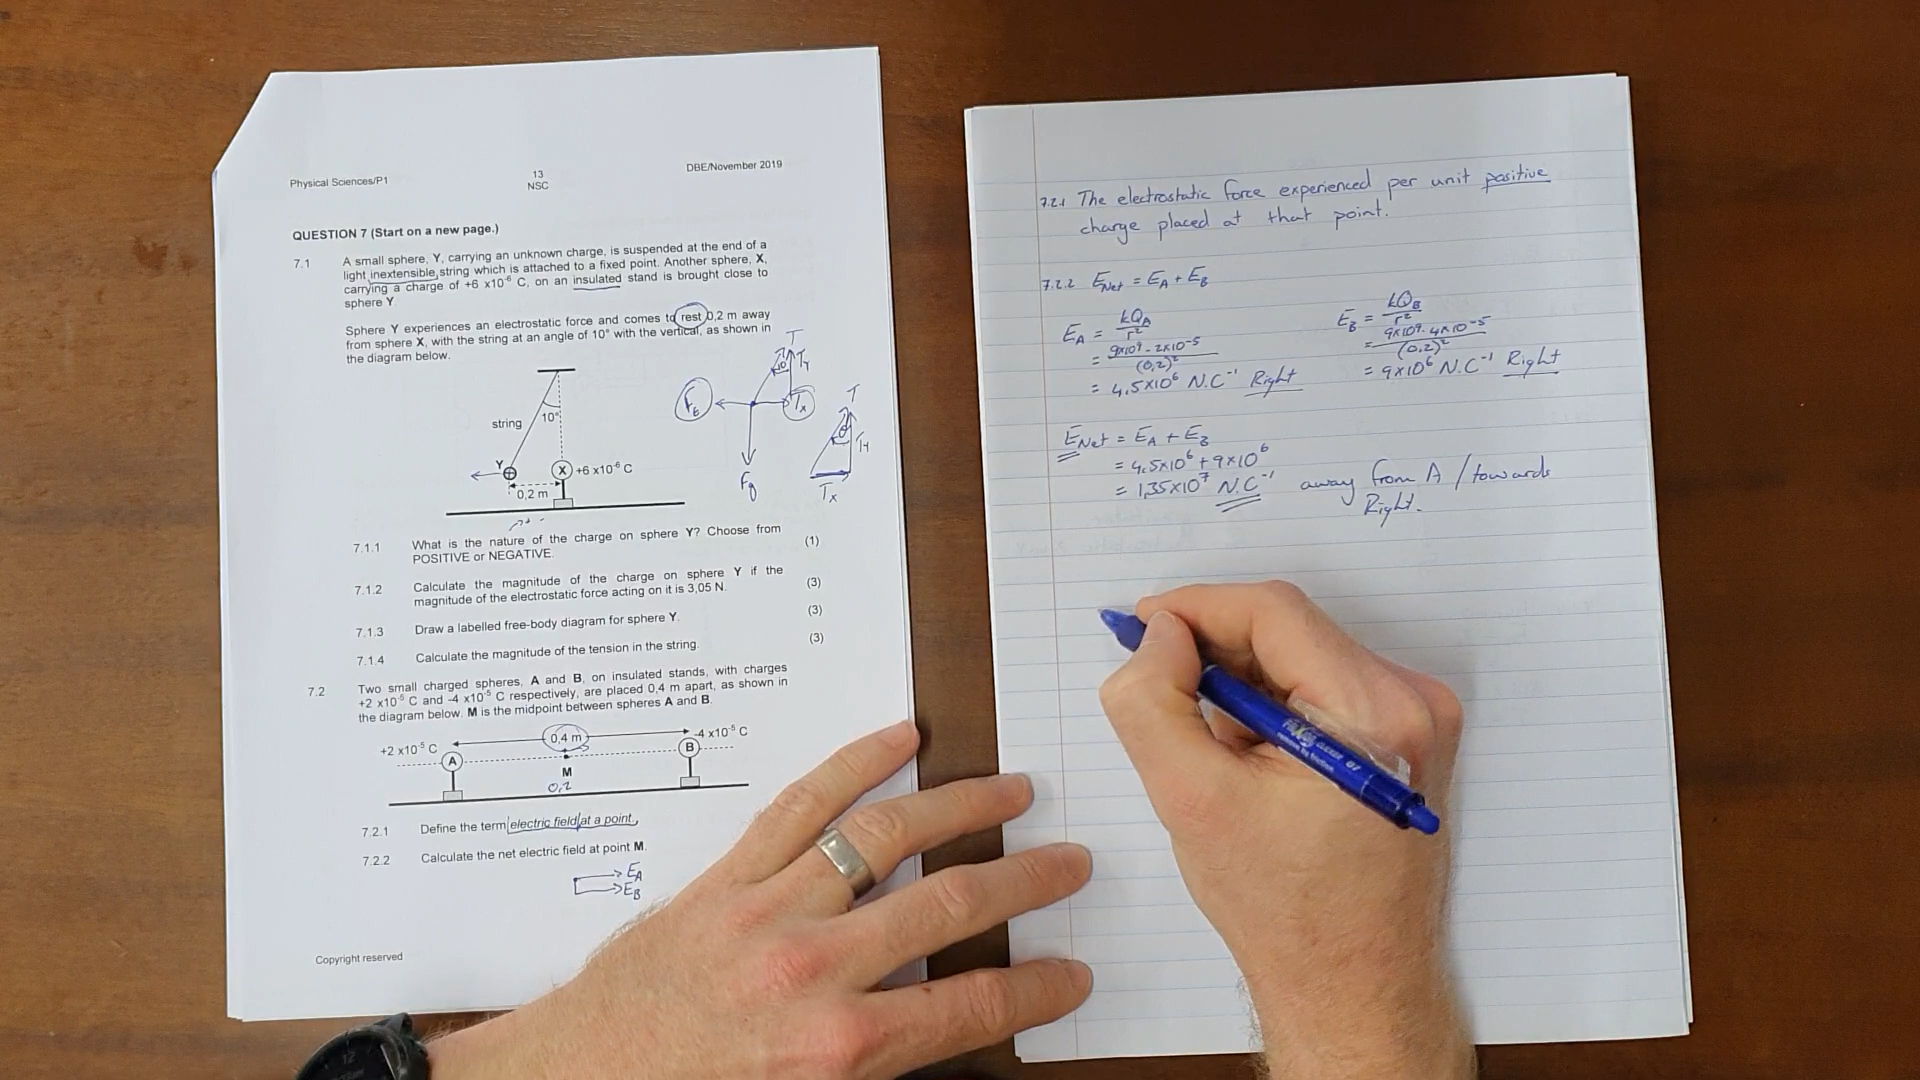 Physical Sciences/P1
13
NSC
DBE/November 2019
QUESTION 7 (Start on a new page.)
7.1 A small sphere, Y, carrying an unknown charge, is suspended at the end of a
light inextensible string which is attached to a fixed point. Another sphere, X,
carrying a charge of +6 x10⁻⁶ C, on an insulated stand is brought close to
sphere Y
Sphere Y experiences an electrostatic force and comes to rest 0,2 m away
from sphere X, with the string at an angle of 10° with the vertical, as shown in
the diagram below.
string
10°
Y
X
+6 x10⁻⁶ C
0,2 m
T
10°
Ty
FE
Tx
Fg
T
θ
Ty
Tx
7.1.1 What is the nature of the charge on sphere Y? Choose from (1)
POSITIVE or NEGATIVE.
7.1.2 Calculate the magnitude of the charge on sphere Y if the (3)
magnitude of the electrostatic force acting on it is 3,05 N.
7.1.3 Draw a labelled free-body diagram for sphere Y. (3)
7.1.4 Calculate the magnitude of the tension in the string. (3)
7.2 Two small charged spheres, A and B, on insulated stands, with charges
+2 x10⁻⁵ C and -4 x10⁻⁵ C respectively, are placed 0,4 m apart, as shown in
the diagram below. M is the midpoint between spheres A and B.
+2 x10⁻⁵ C
0,4 m
-4 x10⁻⁵ C
A
B
M
0,2
7.2.1 Define the term electric field at a point.
7.2.2 Calculate the net electric field at point M.
EA
EB
Copyright reserved
7.2.1 The electrostatic force experienced per unit positive
charge placed at that point.
7.2.2 ENet = EA + EB
EA = kQA/r²
= 9x10⁹ . 2x10⁻⁵/(0,2)²
= 4,5x10⁶ N.C⁻¹ Right
EB = kQB/r²
= 9x10⁹. 4x10⁻⁵/(0,2)²
= 9x10⁶ N.C⁻¹ Right
ENet = EA + EB
= 4,5x10⁶ + 9x10⁶
= 1,35x10⁷ N.C⁻¹ away from A / towards
Right.